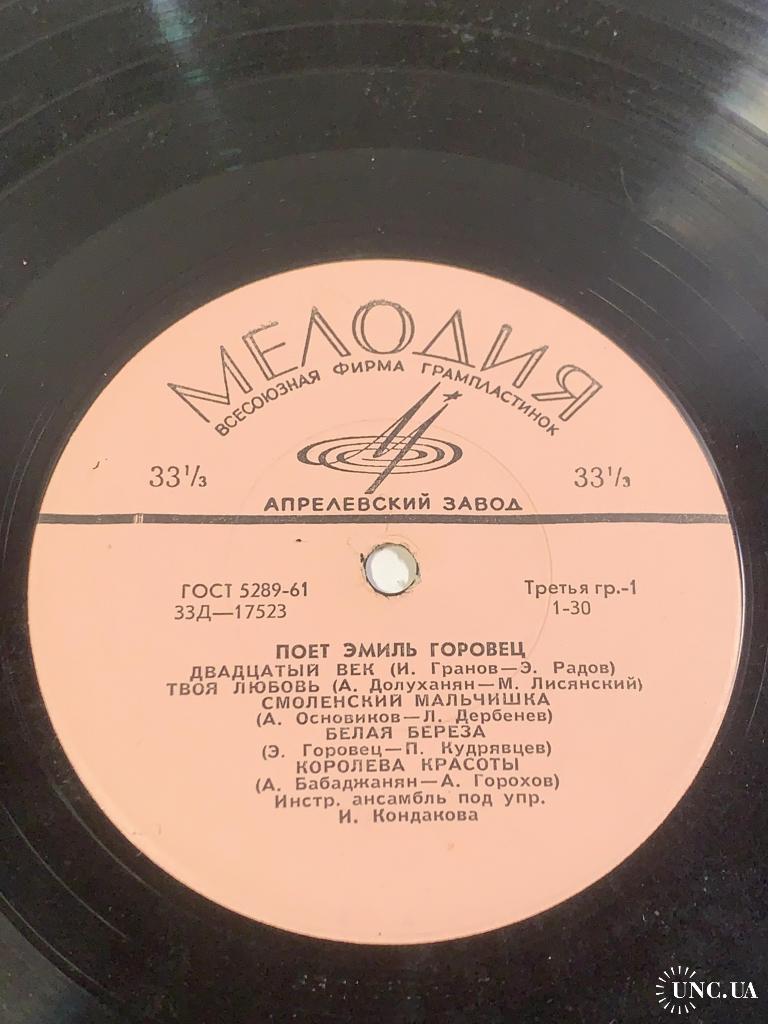 МЕЛОДИЯ
ВСЕСОЮЗНАЯ ФИРМА ГРАМПЛАСТИНОК
33⅓ 33⅓
АПРЕЛЕВСКИЙ ЗАВОД
ГОСТ 5289-61 Третья гр.-1
33Д—17523 1-30
ПОЕТ ЭМИЛЬ ГОРОВЕЦ
ДВАДЦАТЫЙ ВЕК (И. Гранов—Э. Радов)
ТВОЯ ЛЮБОВЬ (А. Долуханян—М. Лисянский)
СМОЛЕНСКИЙ МАЛЬЧИШКА
(А. Основиков—Л. Дербенев)
БЕЛАЯ БЕРЕЗА
(Э. Горовец—П. Кудрявцев)
КОРОЛЕВА КРАСОТЫ
(А. Бабаджанян—А. Горохов)
Инстр. ансамбль под упр.
И. Кондакова
UNC.UA